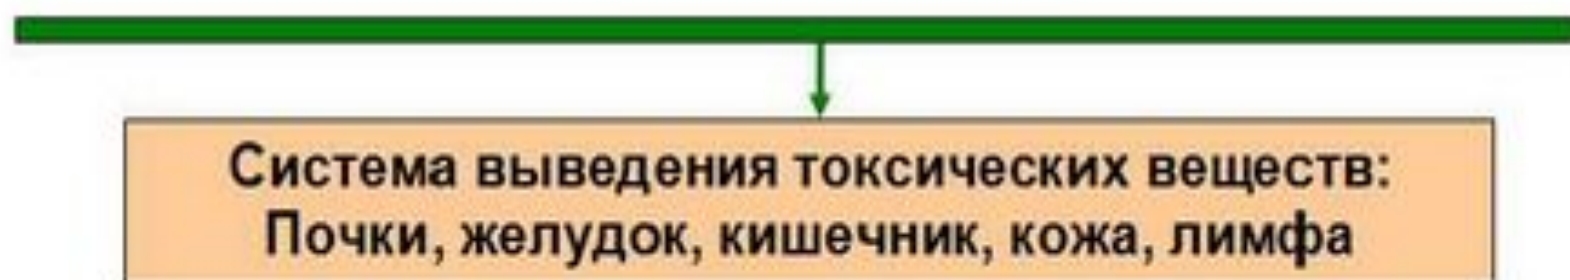 Система выведения токсических веществ:
Почки, желудок, кишечник, кожа, лимфа